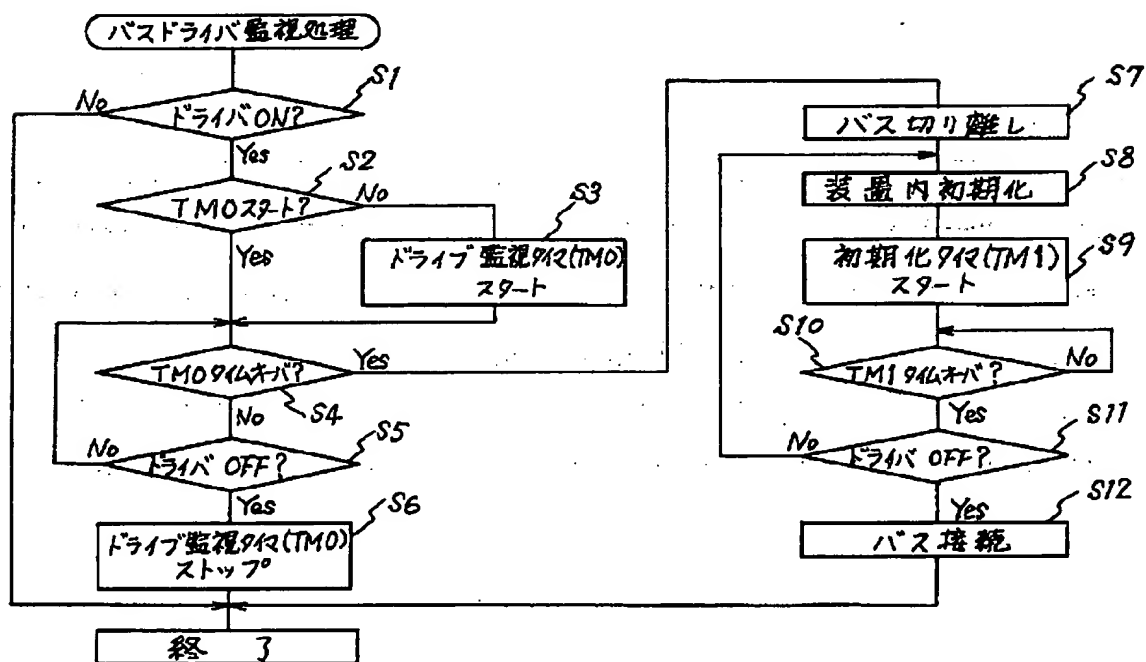 バスドライバ監視処理
S1
No
ドライバON?
Yes
S2
TM0スタート?
No
Yes
S3
ドライブ監視タイマ(TM0)
スタート
TM0タイムオーバ?
Yes
S4
No
S5
No
ドライバOFF?
Yes
S6
ドライブ監視タイマ(TM0)
ストップ
終了
S7
バス切り離し
S8
装置内初期化
S9
初期化タイマ(TM1)
スタート
S10
TM1タイムオーバ?
No
Yes
S11
No
ドライバOFF?
Yes
S12
バス接続